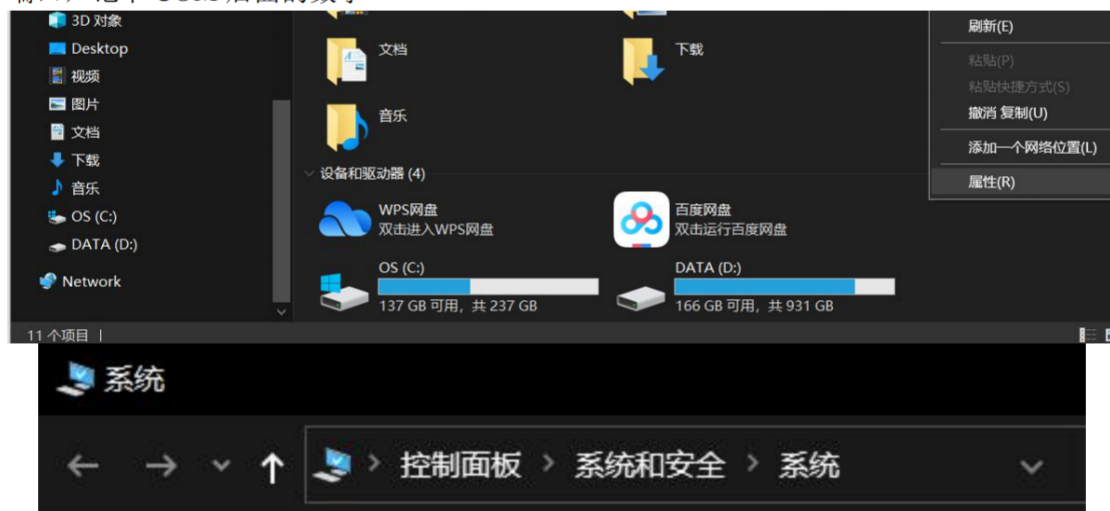 3D 对象
Desktop
视频
图片
文档
下载
音乐
OS (C:)
DATA (D:)
Network
文档
下载
音乐
设备和驱动器 (4)
WPS网盘
双击进入WPS网盘
百度网盘
双击运行百度网盘
OS (C:)
137 GB 可用，共 237 GB
DATA (D:)
166 GB 可用，共 931 GB
刷新(E)
粘贴(P)
粘贴快捷方式(S)
撤消 复制(U)
添加一个网络位置(L)
属性(R)
11 个项目
系统
控制面板 > 系统和安全 > 系统